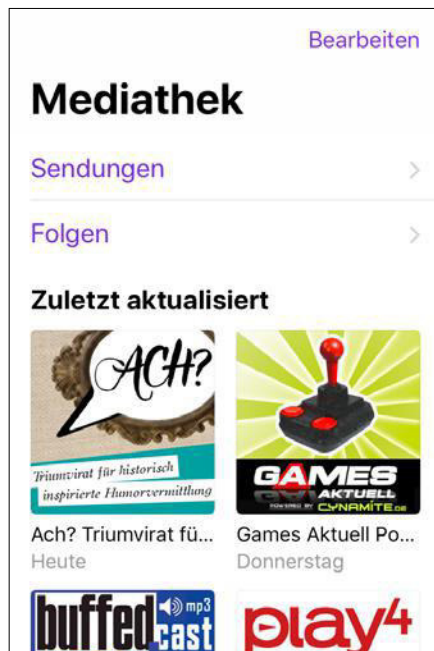 Bearbeiten
Mediathek
Sendungen
Folgen
Zuletzt aktualisiert
ACH?
Triumvirat für historisch
inspirierte Humorvermittlung
GAMES
AKTUELL
POWERED BY CYNAMITE.DE
Ach? Triumvirat fü...
Heute
Games Aktuell Po...
Donnerstag
buffed mp3
cast
play4